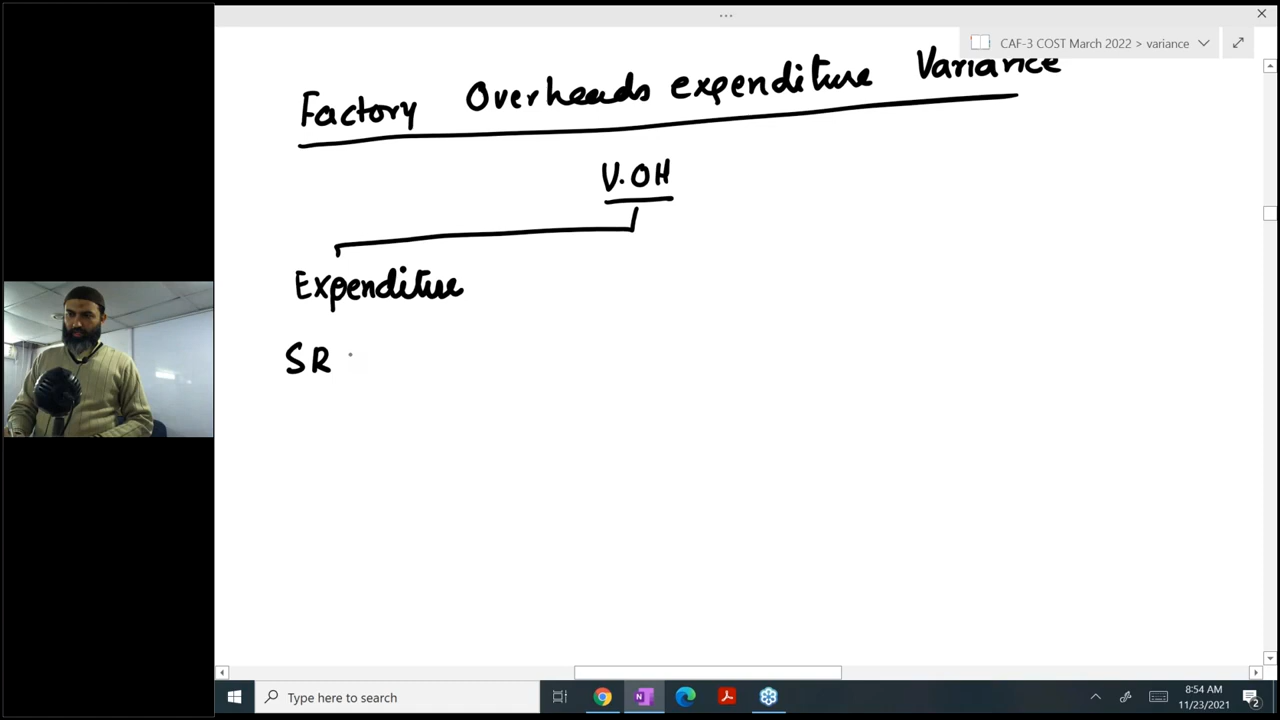 CAF-3 COST March 2022 > variance
Factory Overheads expenditure Variance
V.OH
Expenditure
SR
Type here to search
8:54 AM
11/23/2021
2